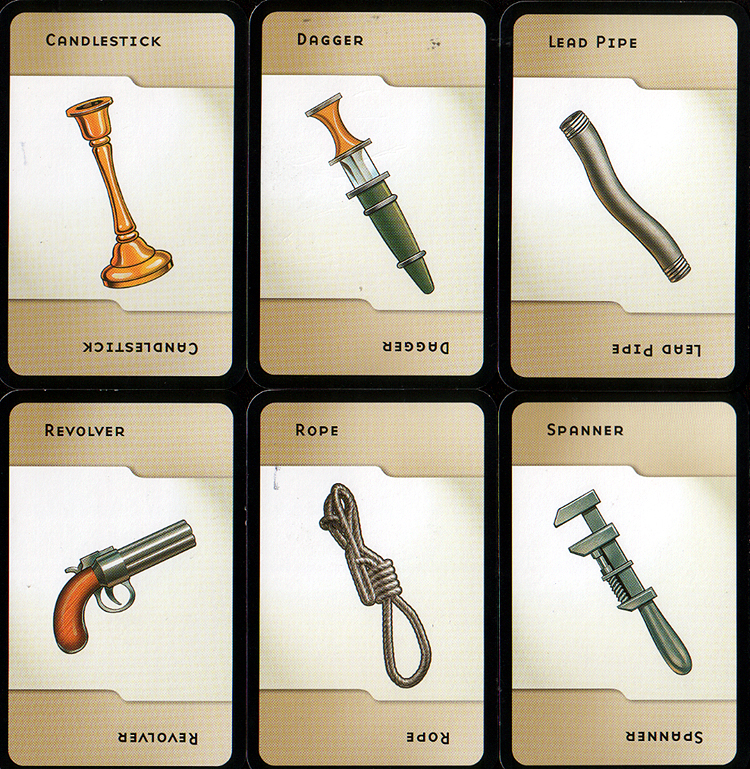 Candlestick
Dagger
Lead Pipe
Candlestick
Dagger
Lead Pipe
Revolver
Rope
Spanner
Revolver
Rope
Spanner